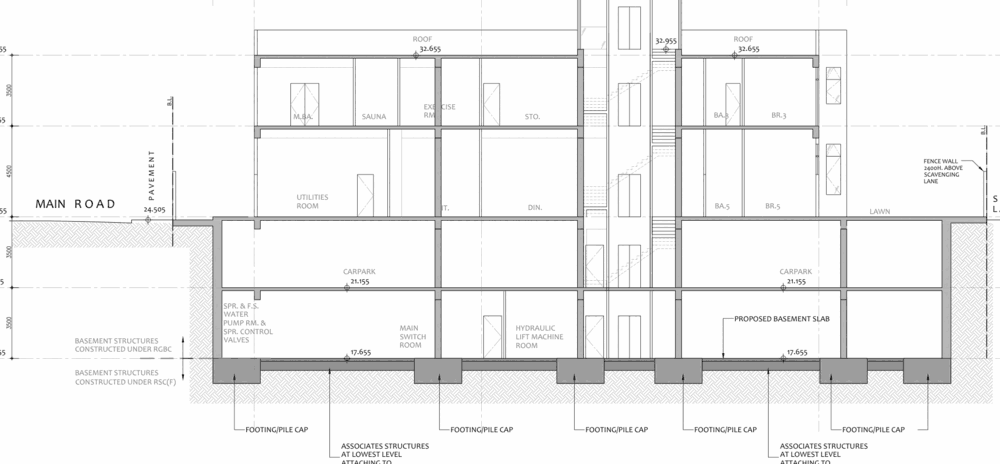 ROOF
32.655
32.955
ROOF
32.655
3500
B.L.
M.BA.
SAUNA
EXERCISE
RM.
STO.
BA.3
BR.3
B.L.
4500
PAVEMENT
FENCE WALL
2400H. ABOVE
SCAVENGING
LANE
MAIN ROAD
24.505
UTILITIES
ROOM
IT.
DIN.
BA.5
BR.5
LAWN
S
L.
3500
CARPARK
21.155
CARPARK
21.155
3500
SPR. & F.S.
WATER
PUMP RM. &
SPR. CONTROL
VALVES
MAIN
SWITCH
ROOM
HYDRAULIC
LIFT MACHINE
ROOM
PROPOSED BASEMENT SLAB
17.655
17.655
BASEMENT STRUCTURES
CONSTRUCTED UNDER RGBC
BASEMENT STRUCTURES
CONSTRUCTED UNDER RSC(F)
FOOTING/PILE CAP
FOOTING/PILE CAP
FOOTING/PILE CAP
FOOTING/PILE CAP
FOOTING/PILE CAP
ASSOCIATES STRUCTURES
AT LOWEST LEVEL
ATTACHING TO
ASSOCIATES STRUCTURES
AT LOWEST LEVEL
ATTACHING TO